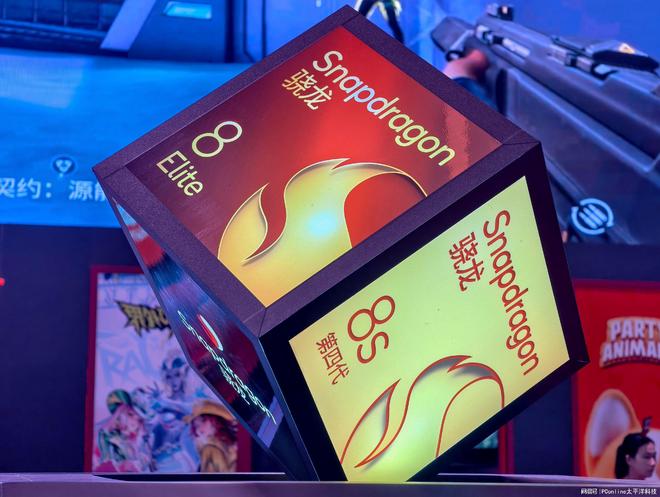 Snapdragon
骁龙
8
Elite
Snapdragon
骁龙
8s
第四代
契约：源能
PARTY
ANIMAL
网易号|PConline太平洋科技